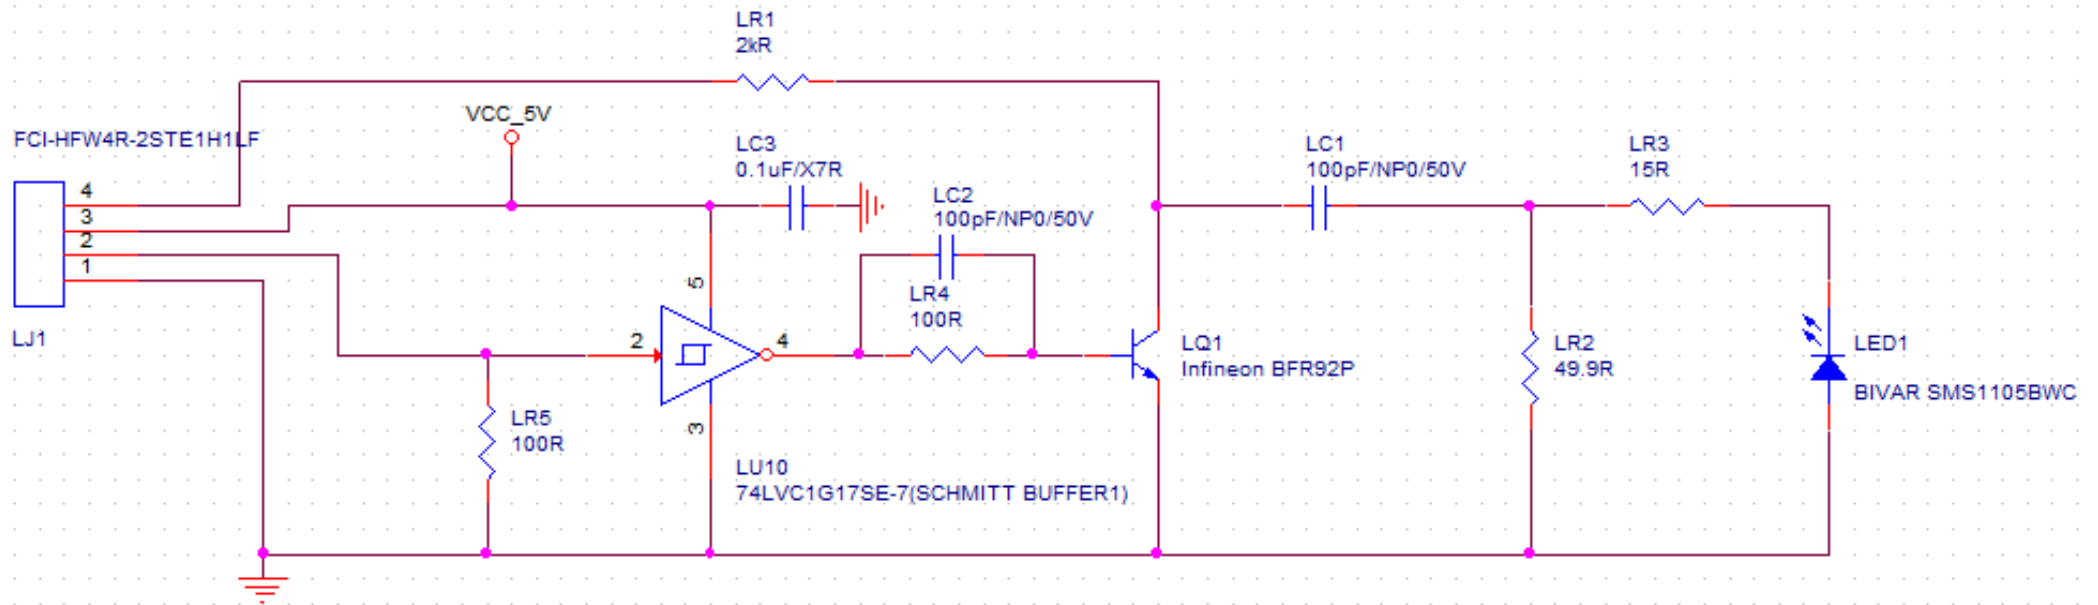 LR1
2kR
VCC_5V
FCI-HFW4R-2STE1H1LF
LC3
0.1uF/X7R
LC1
100pF/NP0/50V
LR3
15R
4
3
2
1
LC2
100pF/NP0/50V
5
LR4
100R
LJ1
2
4
LQ1
Infineon BFR92P
LR2
49.9R
LED1
BIVAR SMS1105BWC
LR5
100R
3
LU10
74LVC1G17SE-7(SCHMITT BUFFER1)